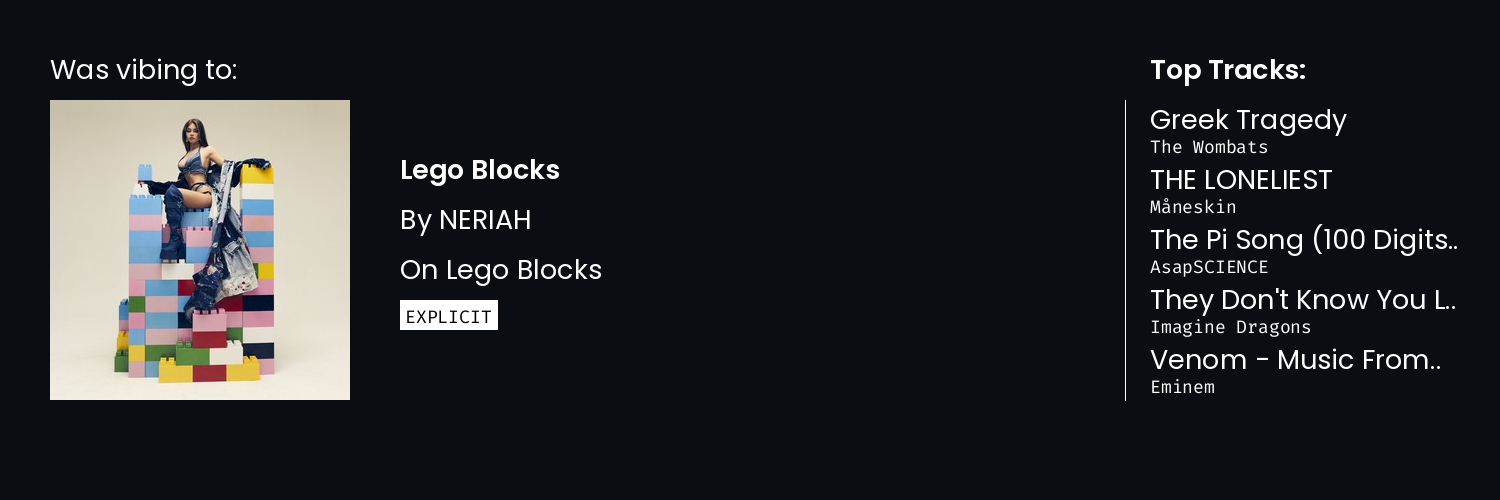 Was vibing to:
Lego Blocks
By NERIAH
On Lego Blocks
EXPLICIT
Top Tracks:
Greek Tragedy
The Wombats
THE LONELIEST
Måneskin
The Pi Song (100 Digits..
AsapSCIENCE
They Don't Know You L..
Imagine Dragons
Venom - Music From..
Eminem